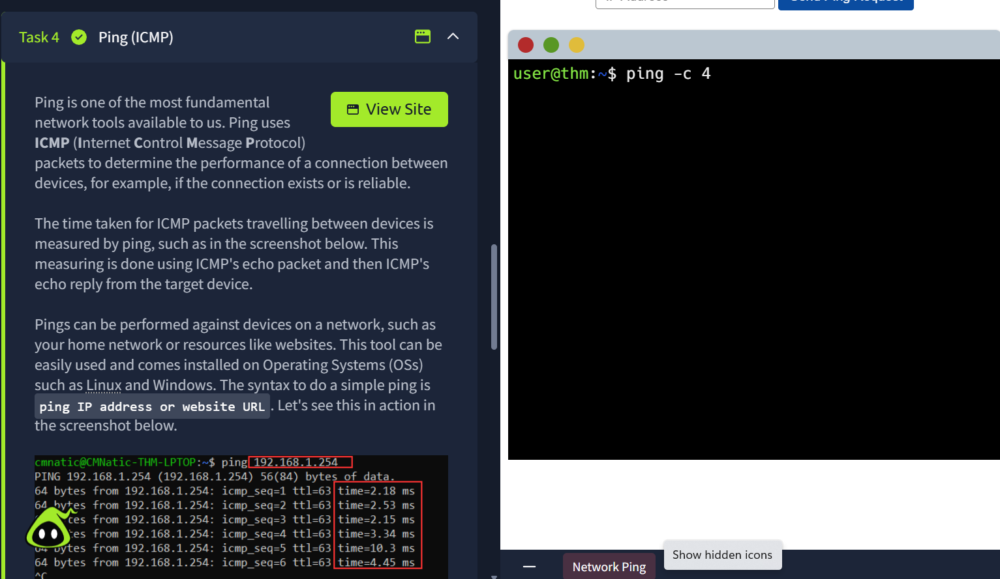 Task 4 Ping (ICMP)
View Site
Ping is one of the most fundamental
network tools available to us. Ping uses
ICMP (Internet Control Message Protocol)
packets to determine the performance of a connection between
devices, for example, if the connection exists or is reliable.
The time taken for ICMP packets travelling between devices is
measured by ping, such as in the screenshot below. This
measuring is done using ICMP's echo packet and then ICMP's
echo reply from the target device.
Pings can be performed against devices on a network, such as
your home network or resources like websites. This tool can be
easily used and comes installed on Operating Systems (OSs)
such as Linux and Windows. The syntax to do a simple ping is
ping IP address or website URL. Let's see this in action in
the screenshot below.
cmnatic@CMNatic-THM-LPTOP:~$ ping 192.168.1.254
PING 192.168.1.254 (192.168.1.254) 56(84) bytes of data.
64 bytes from 192.168.1.254: icmp_seq=1 ttl=63 time=2.18 ms
64 bytes from 192.168.1.254: icmp_seq=2 ttl=63 time=2.53 ms
tes from 192.168.1.254: icmp_seq=3 ttl=63 time=2.15 ms
es from 192.168.1.254: icmp_seq=4 ttl=63 time=3.34 ms
64 bytes from 192.168.1.254: icmp_seq=5 ttl=63 time=10.3 ms
64 bytes from 192.168.1.254: icmp_seq=6 ttl=63 time=4.45 ms
^C
user@thm:~$ ping -c 4
Show hidden icons
Network Ping